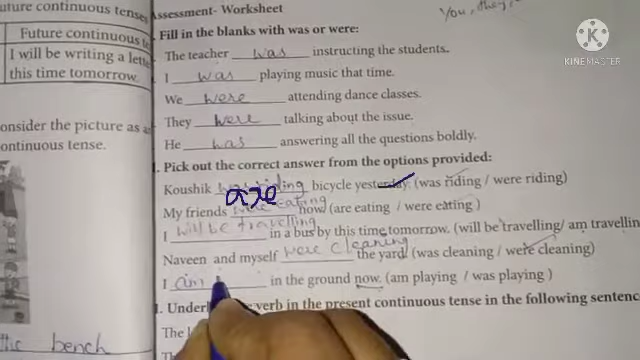 uture continuous tenses
Future continuous te
I will be writing a lette
this time tomorrow.
onsider the picture as a
ontinuous tense.
the bench
Assessment- Worksheet
You, they,
Fill in the blanks with was or were:
The teacher was instructing the students.
I was playing music that time.
We were attending dance classes.
They were talking about the issue.
He was answering all the questions boldly.
. Pick out the correct answer from the options provided:
Koushik was riding bicycle yesterday. (was riding / were riding)
are
My friends were eating now. (are eating / were eating)
I will be travelling in a bus by this time tomorrow. (will be travelling/ am travellin
Naveen and myself were cleaning the yard. (was cleaning / were cleaning)
I am in the ground now. (am playing / was playing)
I. Underl verb in the present continuous tense in the following sentenc
The
KINEMASTER